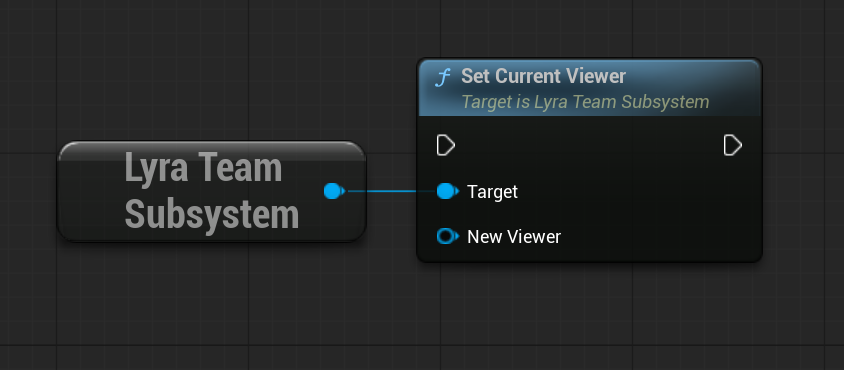 Lyra Team
Subsystem
f Set Current Viewer
Target is Lyra Team Subsystem
Target
New Viewer